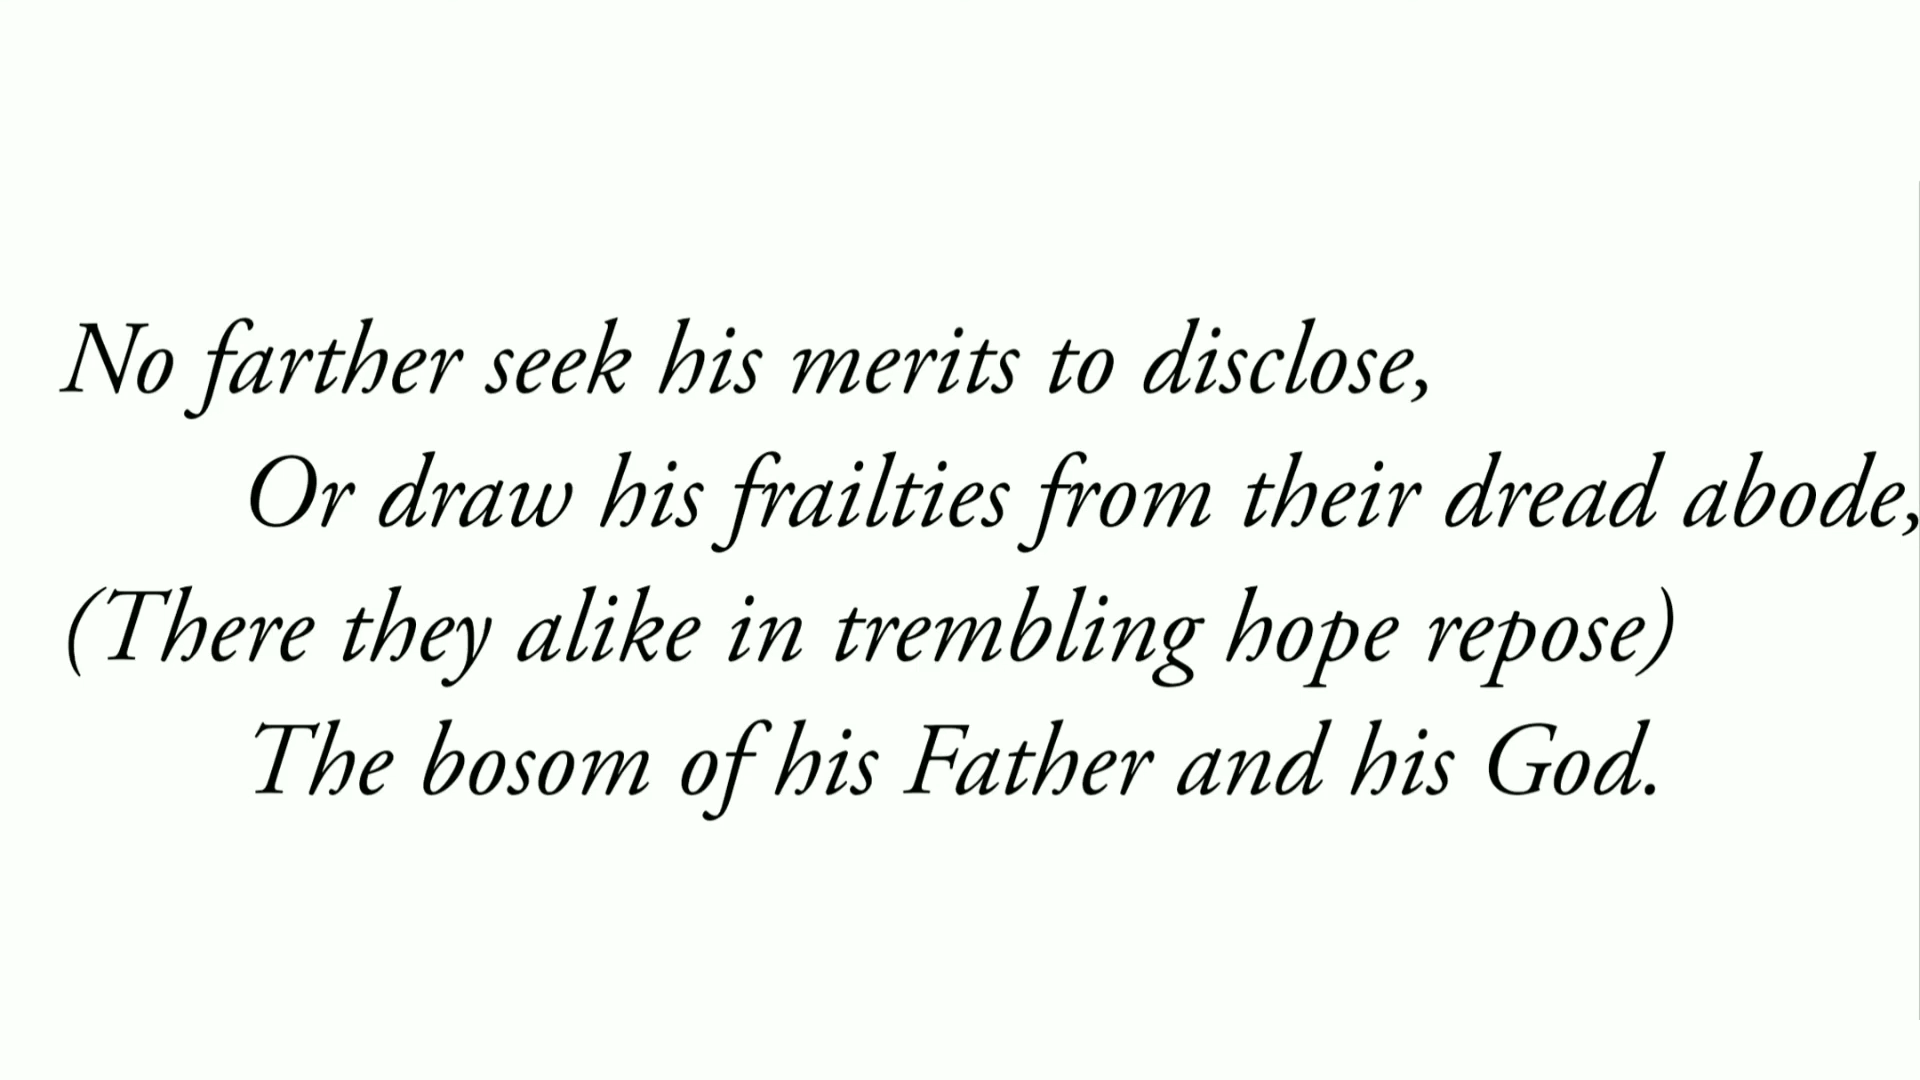 No farther seek his merits to disclose,
Or draw his frailties from their dread abode,
(There they alike in trembling hope repose)
The bosom of his Father and his God.